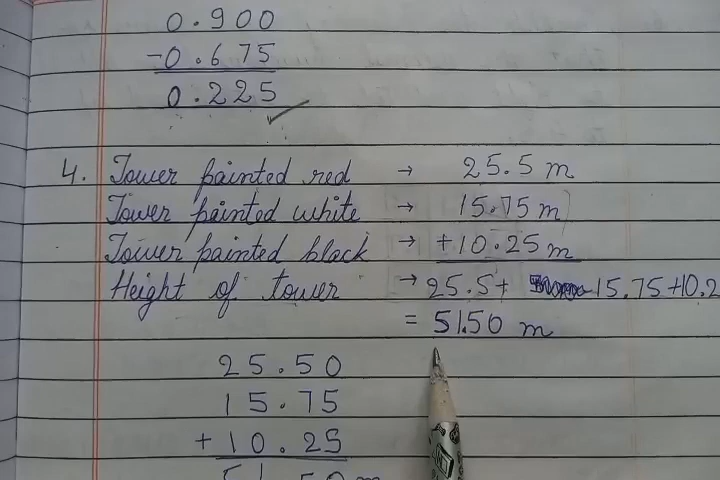 0.900
-0.675
0.225
4. Tower painted red → 25.5 m
Tower painted white → 15.75 m
Tower painted black → +10.25 m
Height of tower → 25.5+ 15.75+10.2
= 51.50 m
25.50
15.75
+ 10.25
51.50 m